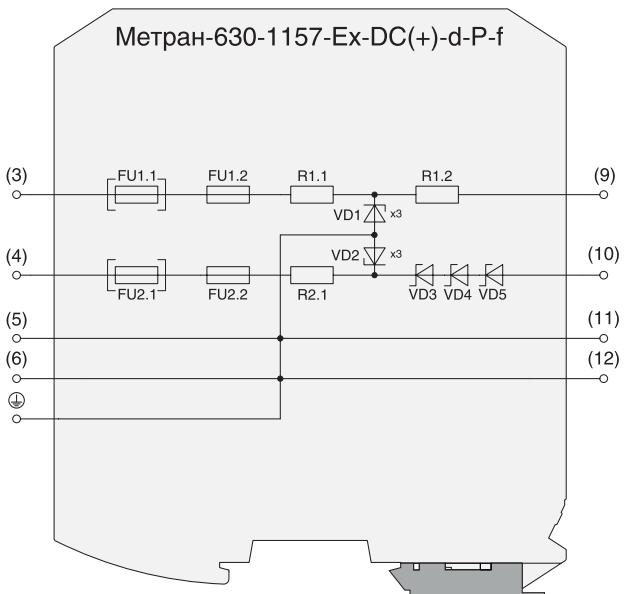 Метран-630-1157-Ex-DC(+)-d-P-f
(3) FU1.1 FU1.2 R1.1 R1.2 (9)
VD1 x3
(4) VD2 x3 (10)
FU2.1 FU2.2 R2.1 VD3 VD4 VD5
(5) (11)
(6) (12)